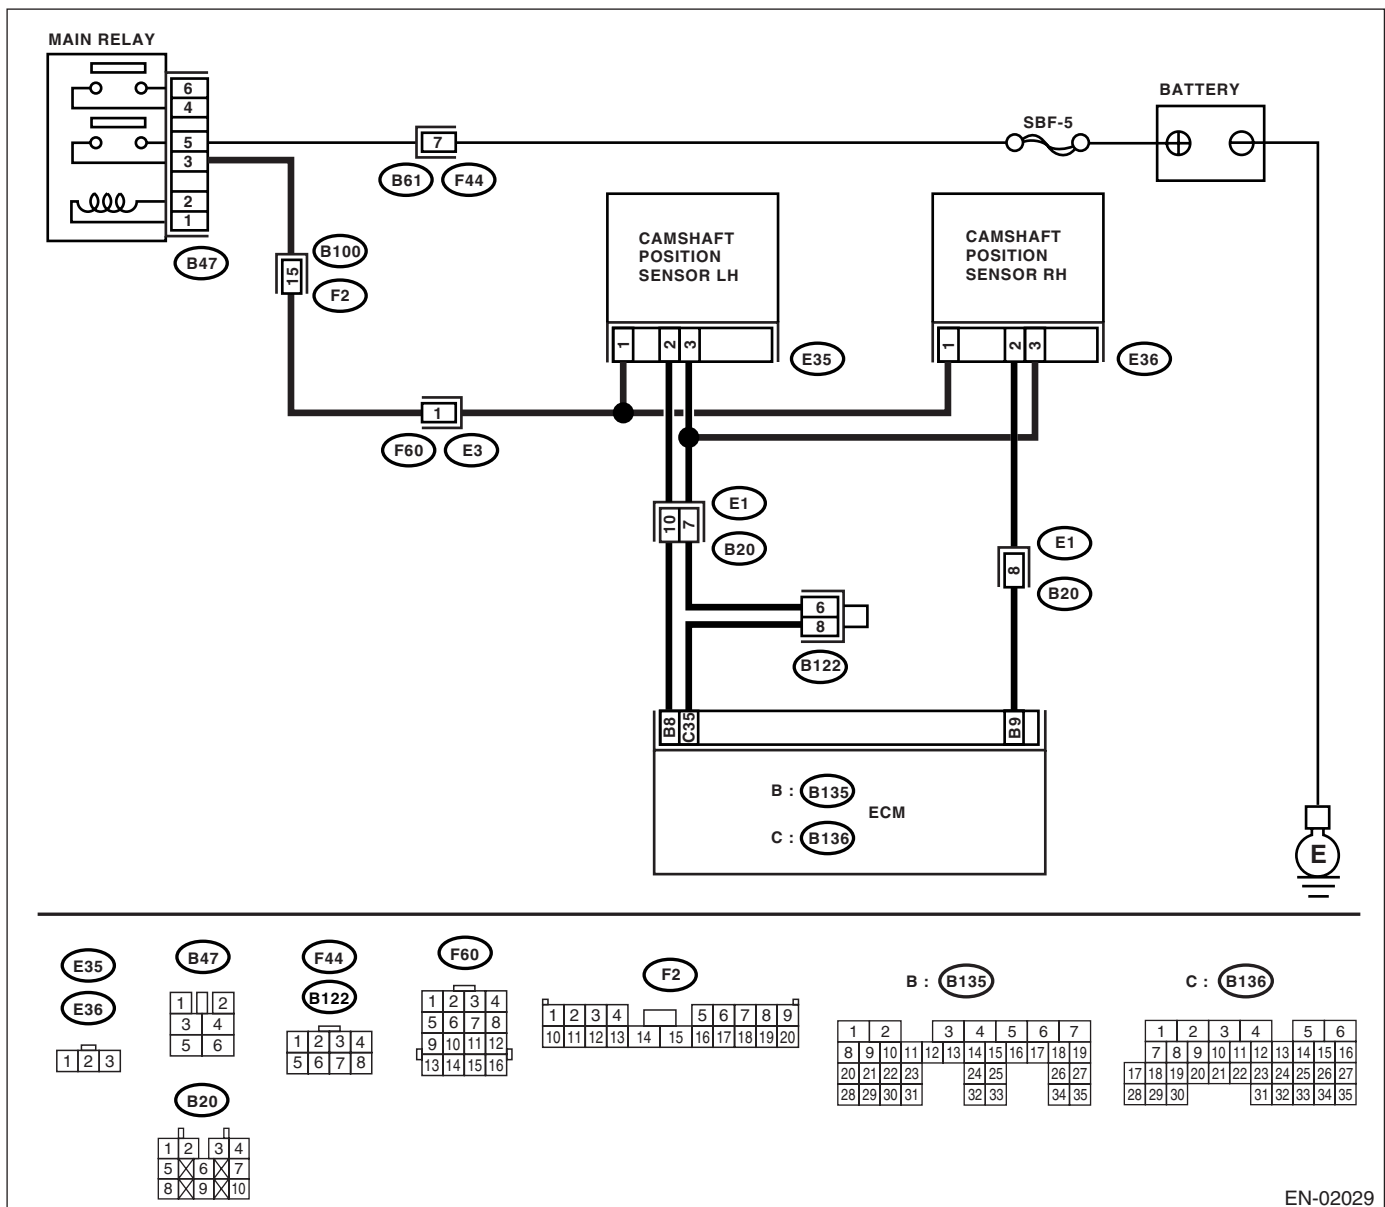 MAIN RELAY
6
4
5
3
2
1
B47
7
B61 F44
SBF-5
BATTERY
15
B100
F2
CAMSHAFT
POSITION
SENSOR LH
1 2 3
E35
CAMSHAFT
POSITION
SENSOR RH
1 2 3
E36
1
F60 E3
10 7
E1
B20
8
E1
B20
6
8
B122
B8 C35 B9
B : B135
ECM
C : B136
E
E35
E36
1 2 3
B47
1 2
3 4
5 6
B20
1 2 3 4
5 6 7
8 9 10
F44
B122
1 2 3 4
5 6 7 8
F60
1 2 3 4
5 6 7 8
9 10 11 12
13 14 15 16
F2
1 2 3 4 5 6 7 8 9
10 11 12 13 14 15 16 17 18 19 20
B : B135
1 2 3 4 5 6 7
8 9 10 11 12 13 14 15 16 17 18 19
20 21 22 23 24 25 26 27
28 29 30 31 32 33 34 35
C : B136
1 2 3 4 5 6
7 8 9 10 11 12 13 14 15 16
17 18 19 20 21 22 23 24 25 26 27
28 29 30 31 32 33 34 35
EN-02029